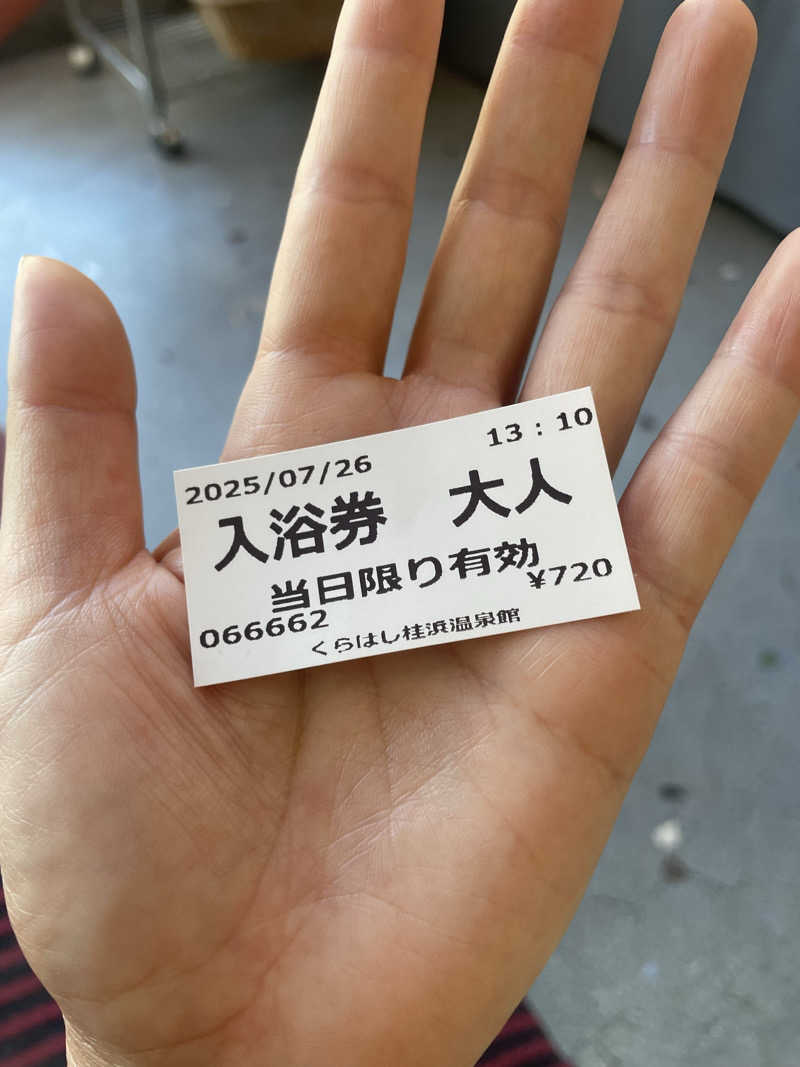 2025/07/26 13:10
入浴券 大人
当日限り有効
¥720
066662
くらはし桂浜温泉館